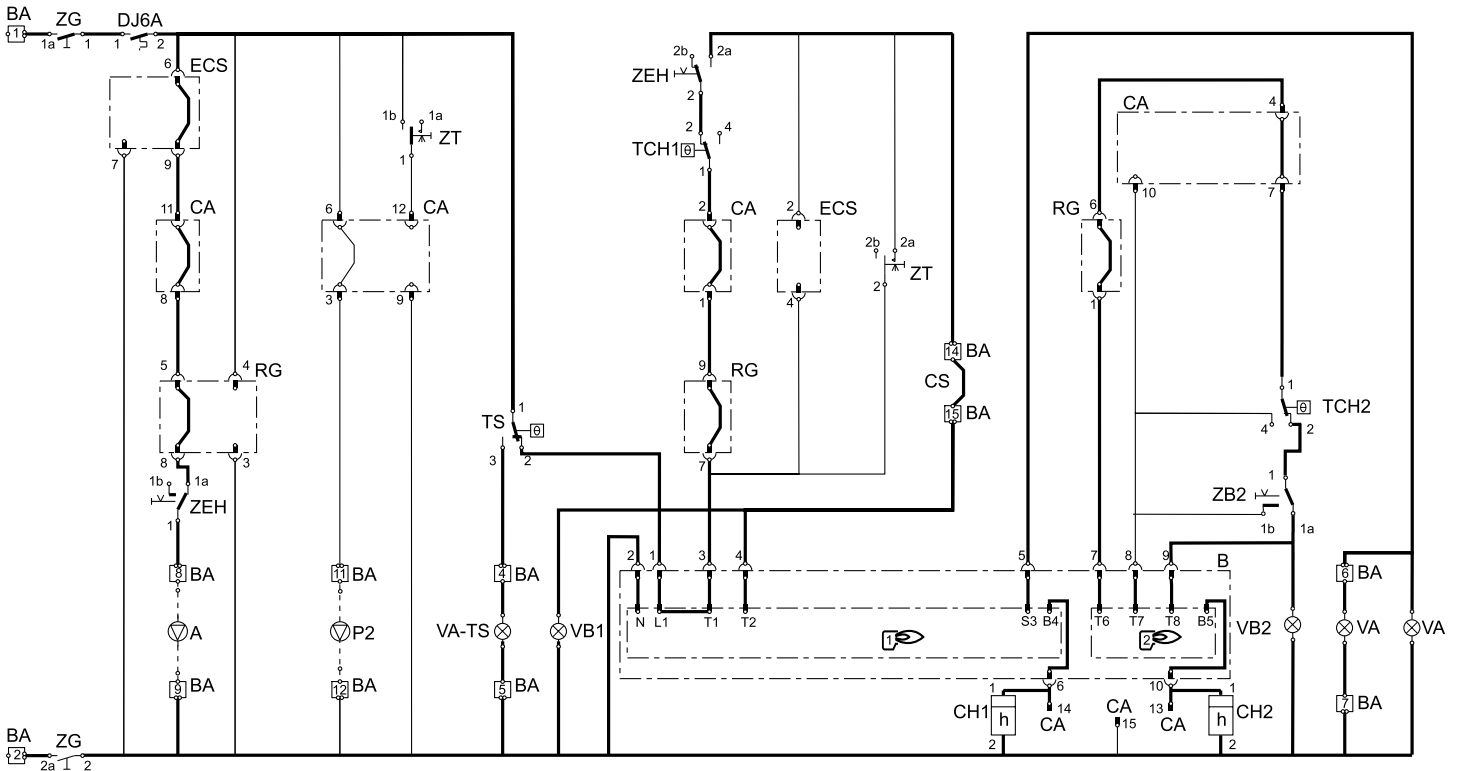 BA ZG DJ6A
1 1a 1 1 2
2b 2a
6 ECS
ZEH
2
CA 4
1b 1a ZT
1
2 4
TCH1 θ
1
7 9
10 7
11 CA
6 12 CA
2 CA
2 ECS
RG 6
2b 2a ZT
2
8
3 9
1
4
1
14 BA
CS
15 BA
5 4 RG
9 RG
1
θ TCH2
4 2
TS 1
θ
3 2
8 3
7
1b 1a
ZEH
1
1
ZB2
1b 1a
2 1 3 4 5 7 8 9 B
8 BA
11 BA
4 BA
6 BA
N L1 T1 T2 S3 B4 T6 T7 T8 B5
A
P2
VA-TS
VB1
1
2
VB2
VA
VA
9 BA
12 BA
5 BA
7 BA
6 10
1 14 CA
CH1 h
2
CA 15
13 CA
1
h CH2
2
BA ZG
2 2a 2